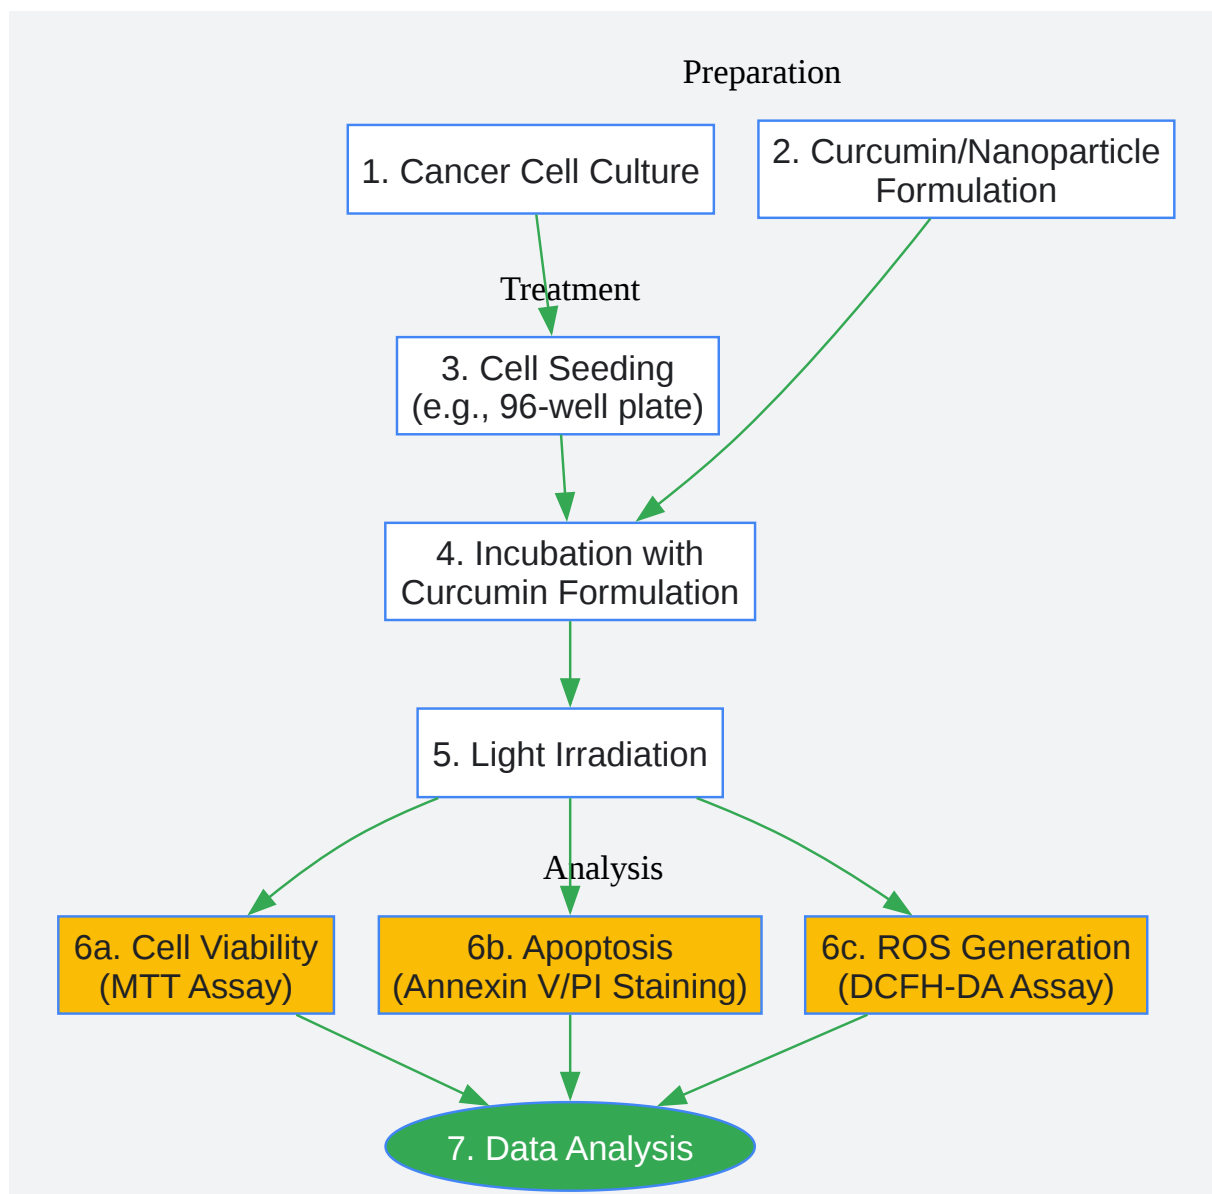 Preparation
1. Cancer Cell Culture
2. Curcumin/Nanoparticle
Formulation
Treatment
3. Cell Seeding
(e.g., 96-well plate)
4. Incubation with
Curcumin Formulation
5. Light Irradiation
Analysis
6a. Cell Viability
(MTT Assay)
6b. Apoptosis
(Annexin V/PI Staining)
6c. ROS Generation
(DCFH-DA Assay)
7. Data Analysis